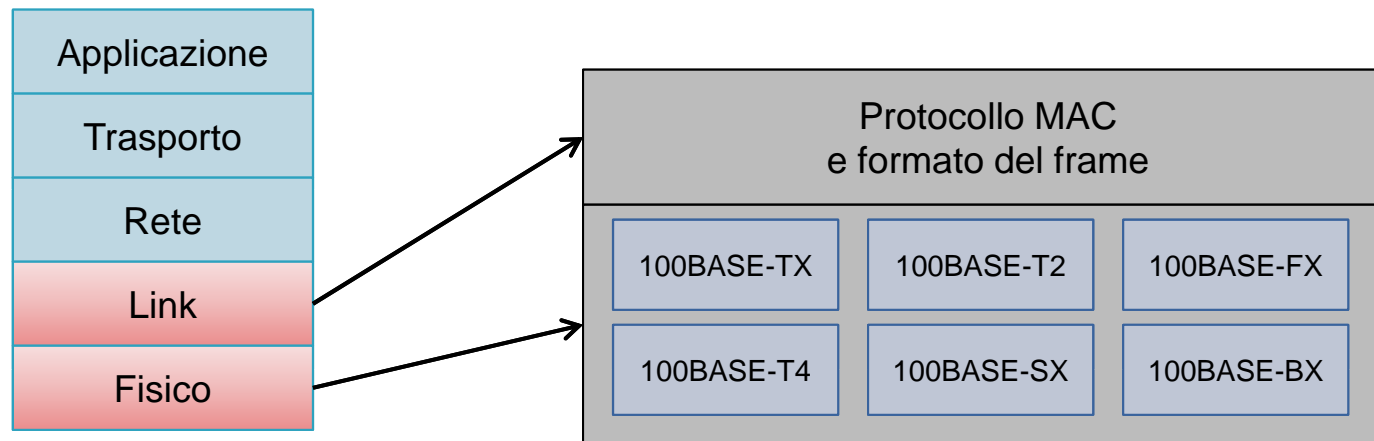 Applicazione
Trasporto
Rete
Link
Fisico
Protocollo MAC
e formato del frame
100BASE-TX
100BASE-T2
100BASE-FX
100BASE-T4
100BASE-SX
100BASE-BX